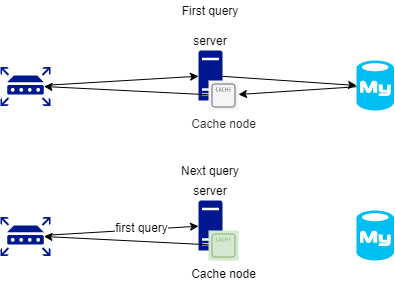 First query
server
CACHE
My
Cache node
Next query
server
first query
CACHE
My
Cache node